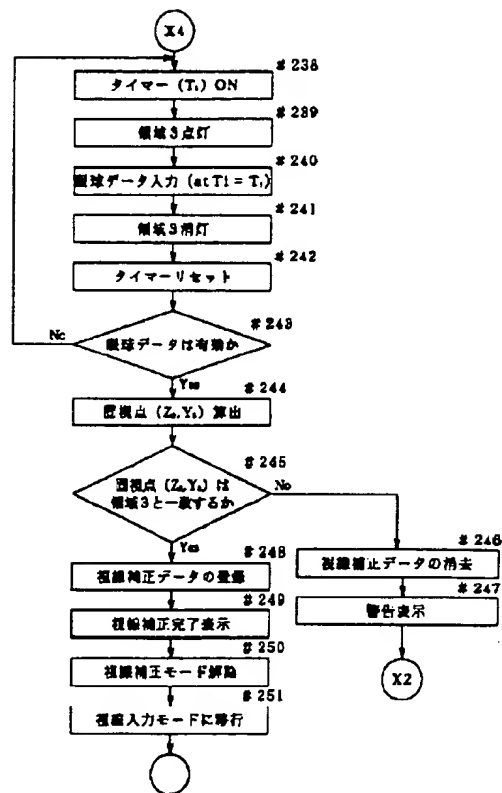 X4
#238
タイマー (T₁) ON
#239
領域3点灯
#240
眼球データ入力 (at T1 = T₁)
#241
領域3消灯
#242
タイマーリセット
#243
眼球データは有効か
No
Yes
#244
固視点 (Z₀,Y₀) 算出
#245
固視点 (Z₀,Y₀) は
領域3と一致するか
No
Yes
#246
視線補正データの消去
#247
警告表示
X2
#248
視線補正データの登録
#249
視線補正完了表示
#250
視線補正モード解除
#251
視線入力モードに移行